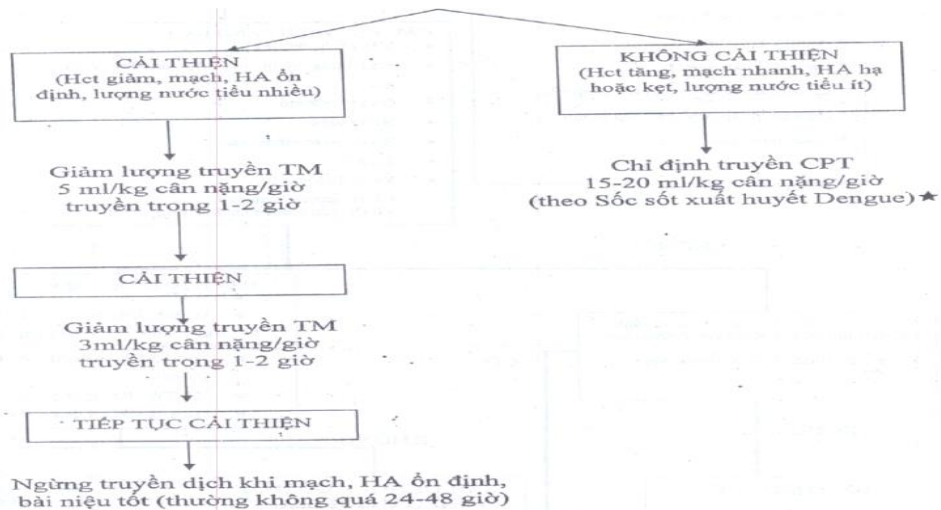 CẢI THIỆN
(Hct giảm, mạch, HA ổn
định, lượng nước tiểu nhiều)
Giảm lượng truyền TM
5 ml/kg cân nặng/giờ
truyền trong 1-2 giờ
CẢI THIỆN
Giảm lượng truyền TM
3ml/kg cân nặng/giờ
truyền trong 1-2 giờ
TIẾP TỤC CẢI THIỆN
Ngừng truyền dịch khi mạch, HA ổn định,
bài niệu tốt (thường không quá 24-48 giờ)
KHÔNG CẢI THIỆN
(Hct tăng, mạch nhanh, HA hạ
hoặc kẹt, lượng nước tiểu ít)
Chỉ định truyền CPT
15-20 ml/kg cân nặng/giờ
(theo Sốc sốt xuất huyết Dengue)★